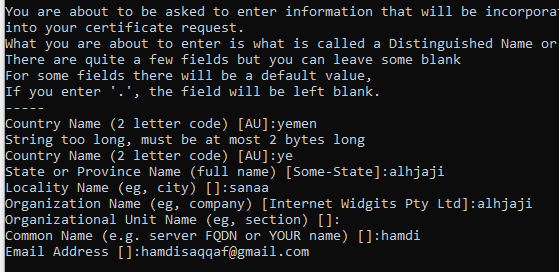 You are about to be asked to enter information that will be incorpora
into your certificate request.
What you are about to enter is what is called a Distinguished Name or
There are quite a few fields but you can leave some blank
For some fields there will be a default value,
If you enter '.', the field will be left blank.
-----
Country Name (2 letter code) [AU]:yemen
String too long, must be at most 2 bytes long
Country Name (2 letter code) [AU]:ye
State or Province Name (full name) [Some-State]:alhjaji
Locality Name (eg, city) []:sanaa
Organization Name (eg, company) [Internet Widgits Pty Ltd]:alhjaji
Organizational Unit Name (eg, section) []:
Common Name (e.g. server FQDN or YOUR name) []:hamdi
Email Address []:hamdisaqqaf@gmail.com